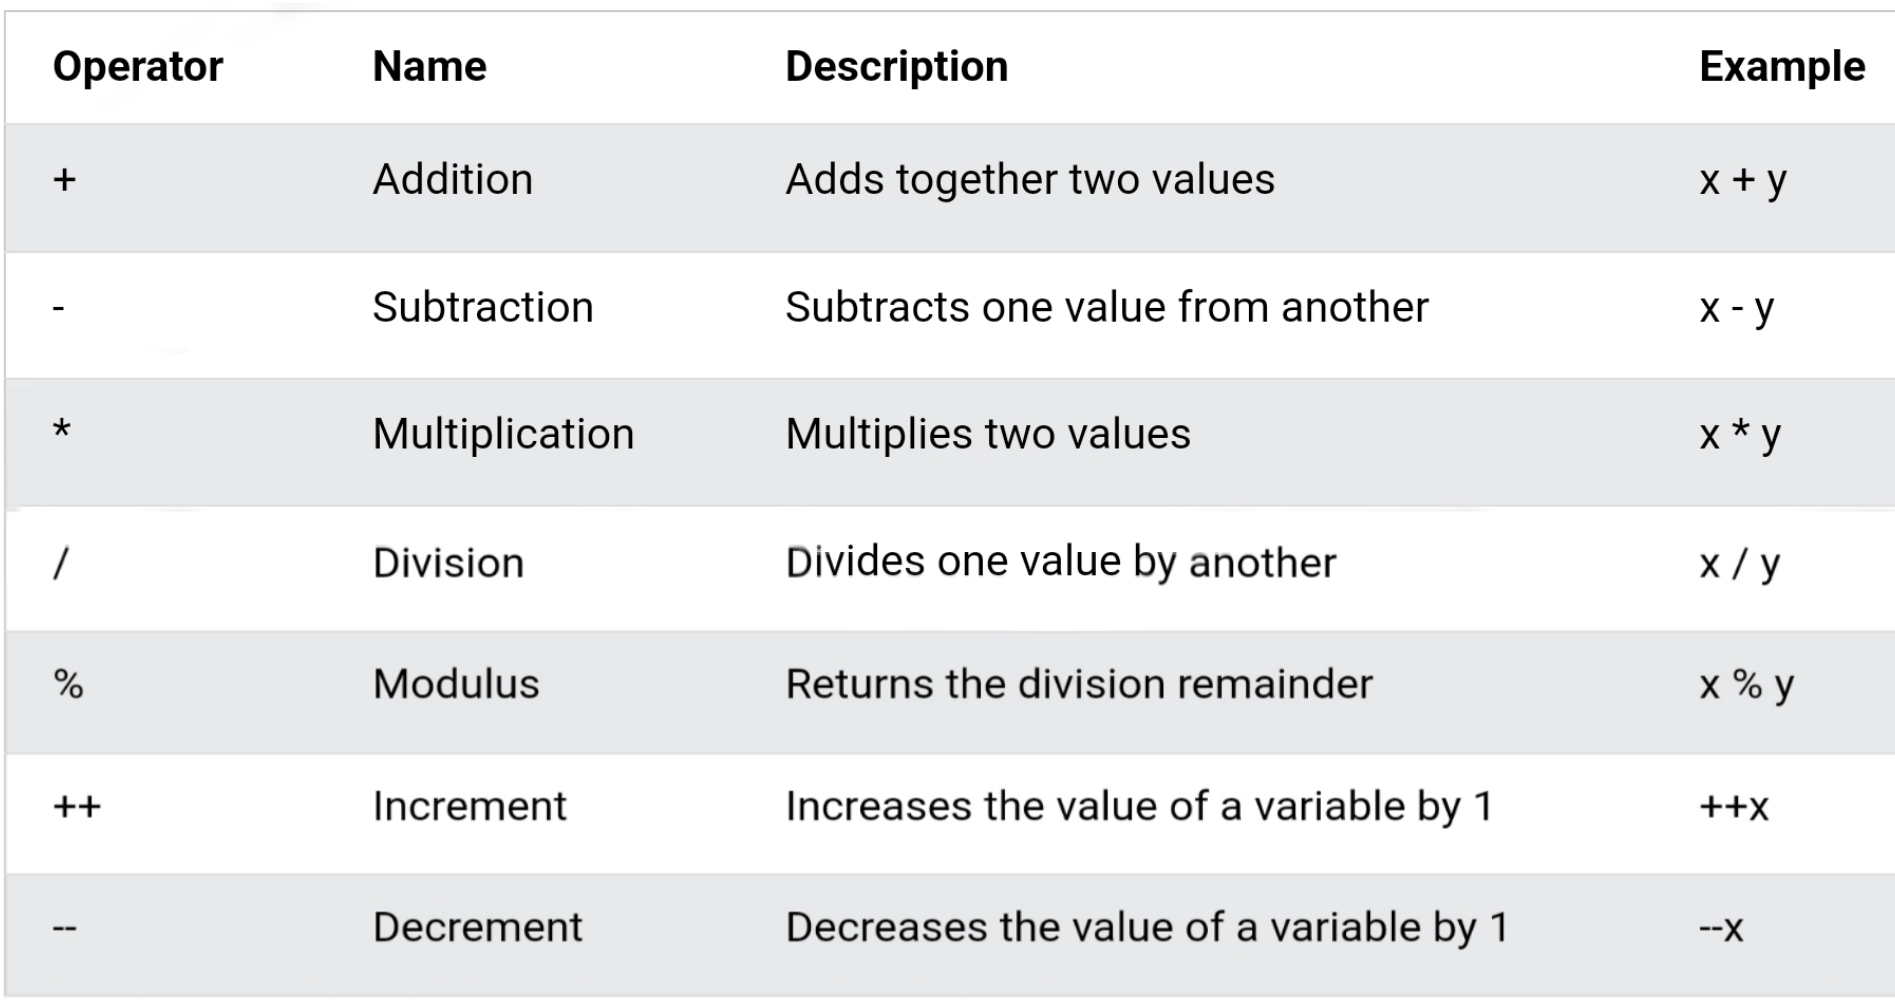 Operator Name Description Example
+ Addition Adds together two values x + y
- Subtraction Subtracts one value from another x - y
* Multiplication Multiplies two values x * y
/ Division Divides one value by another x / y
% Modulus Returns the division remainder x % y
++ Increment Increases the value of a variable by 1 ++x
-- Decrement Decreases the value of a variable by 1 --x